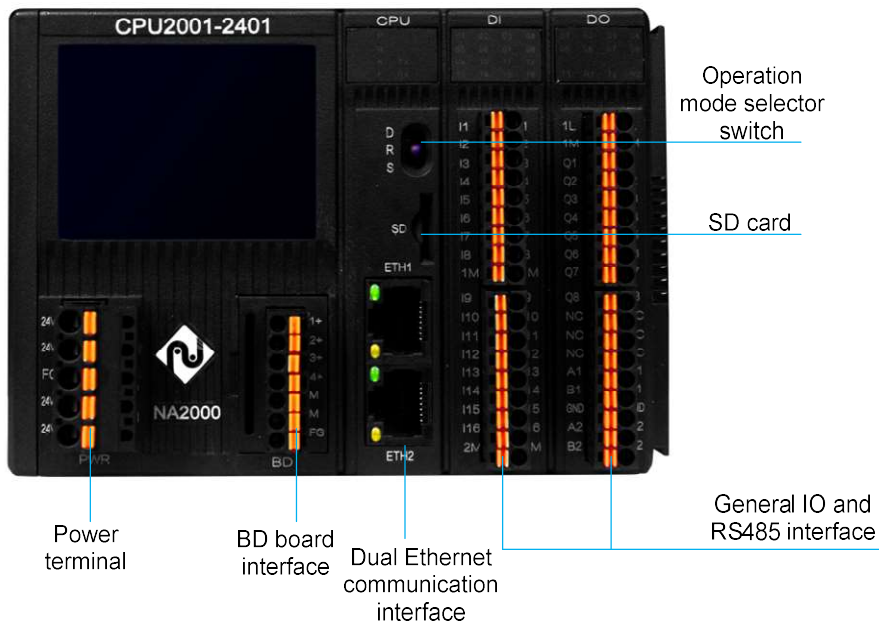 CPU2001-2401
CPU
DI
DO
Operation
mode selector
switch
D
R
S
SD
SD card
ETH1
ETH2
I1
I2
I3
I4
I5
I6
I7
I8
1M
I9
I10
I11
I12
I13
I14
I15
I16
2M
1L
1M
Q1
Q2
Q3
Q4
Q5
Q6
Q7
Q8
NC
NC
NC
A1
B1
GND
A2
B2
24V
24V
FG
24V
24V
PWR
NA2000
1+
2+
3+
4+
M
M
FG
BD
Power
terminal
BD board
interface
Dual Ethernet
communication
interface
General IO and
RS485 interface